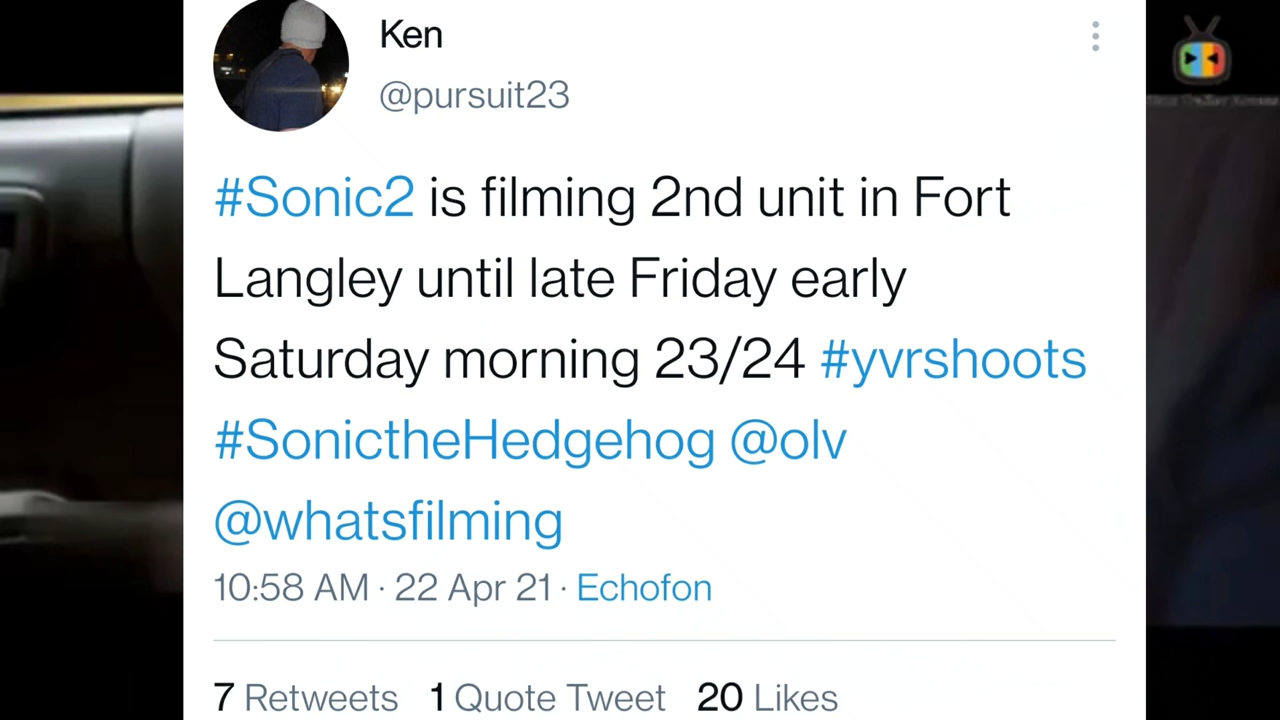 Ken
@pursuit23
#Sonic2 is filming 2nd unit in Fort
Langley until late Friday early
Saturday morning 23/24 #yvrshoots
#SonictheHedgehog @olv
@whatsfilming
10:58 AM · 22 Apr 21 · Echofon
7 Retweets 1 Quote Tweet 20 Likes